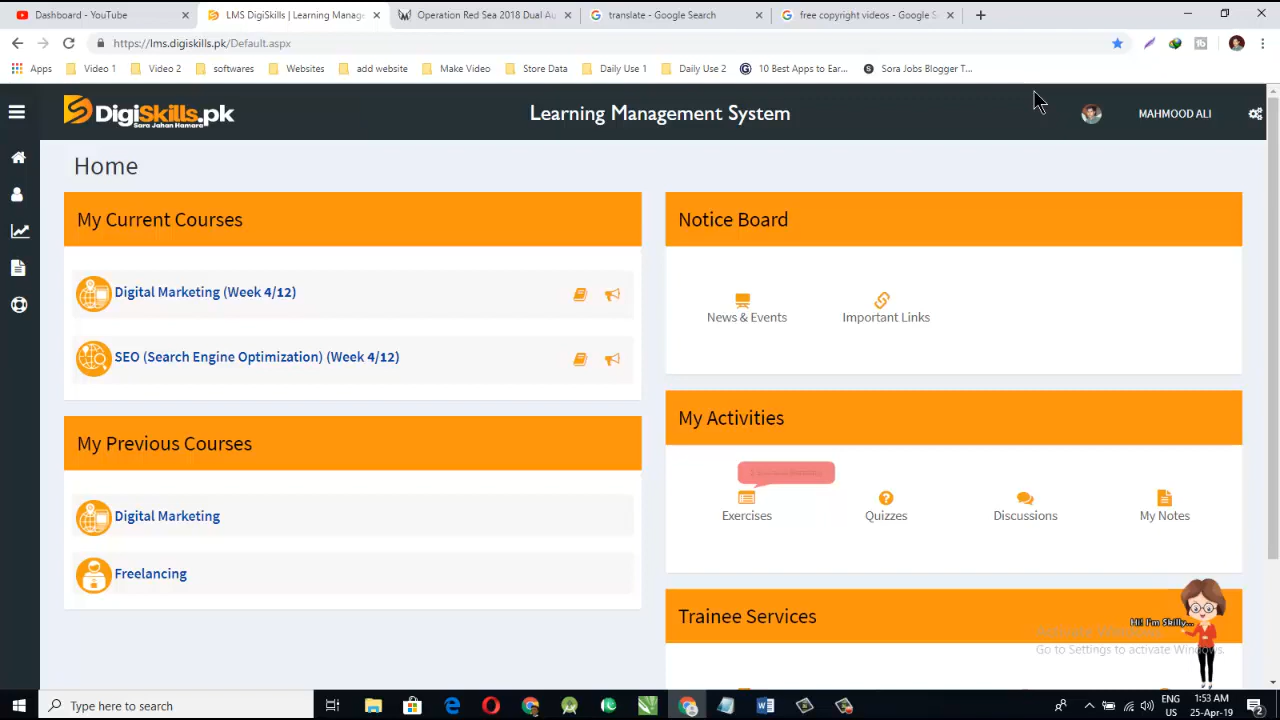 Dashboard - YouTube
LMS DigiSkills | Learning Manage
Operation Red Sea 2018 Dual Au
translate - Google Search
free copyright videos - Google S
https://lms.digiskills.pk/Default.aspx
Apps
Video 1
Video 2
softwares
Websites
add website
Make Video
Store Data
Daily Use 1
Daily Use 2
10 Best Apps to Ear...
Sora Jobs Blogger T...
DigiSkills.pk
Sara Jahan Hamara
Learning Management System
MAHMOOD ALI
Home
My Current Courses
Digital Marketing (Week 4/12)
SEO (Search Engine Optimization) (Week 4/12)
My Previous Courses
Digital Marketing
Freelancing
Notice Board
News & Events
Important Links
My Activities
Exercises
Quizzes
Discussions
My Notes
Trainee Services
Hi! I'm Skilly...
Activate Windows
Go to Settings to activate Windows.
Type here to search
ENG
US
1:53 AM
25-Apr-19
2